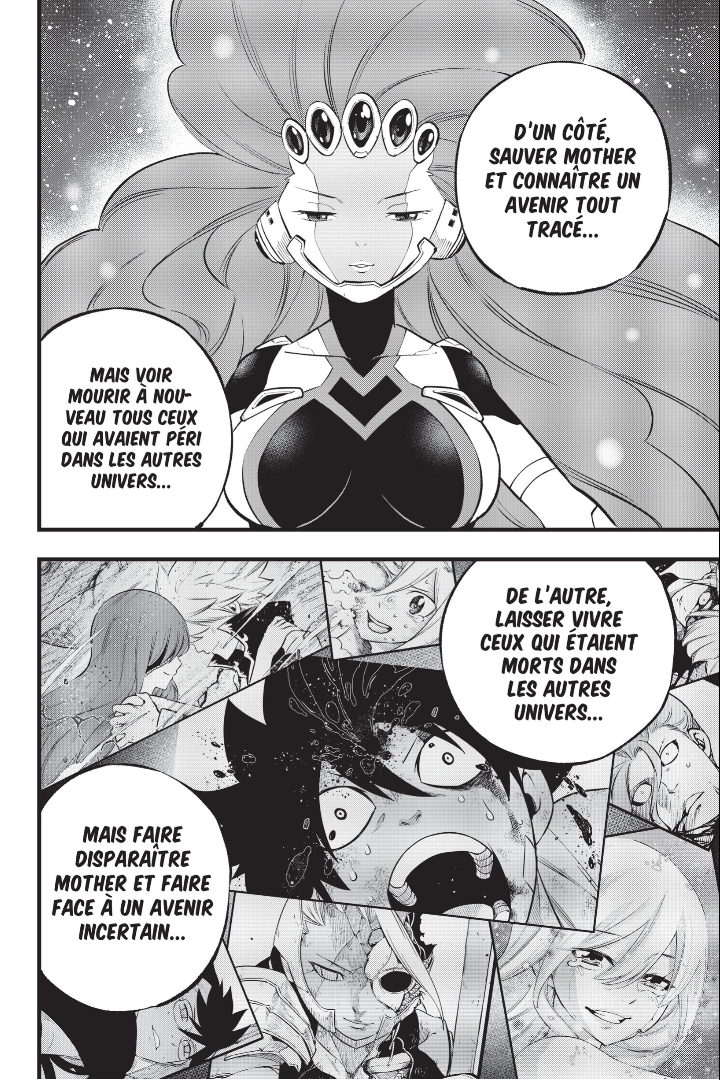 D'UN CÔTÉ,
SAUVER MOTHER
ET CONNAÎTRE UN
AVENIR TOUT
TRACÉ...
MAIS VOIR
MOURIR À NOU-
VEAU TOUS CEUX
QUI AVAIENT PÉRI
DANS LES AUTRES
UNIVERS...
DE L'AUTRE,
LAISSER VIVRE
CEUX QUI ÉTAIENT
MORTS DANS
LES AUTRES
UNIVERS...
MAIS FAIRE
DISPARAÎTRE
MOTHER ET FAIRE
FACE À UN AVENIR
INCERTAIN...